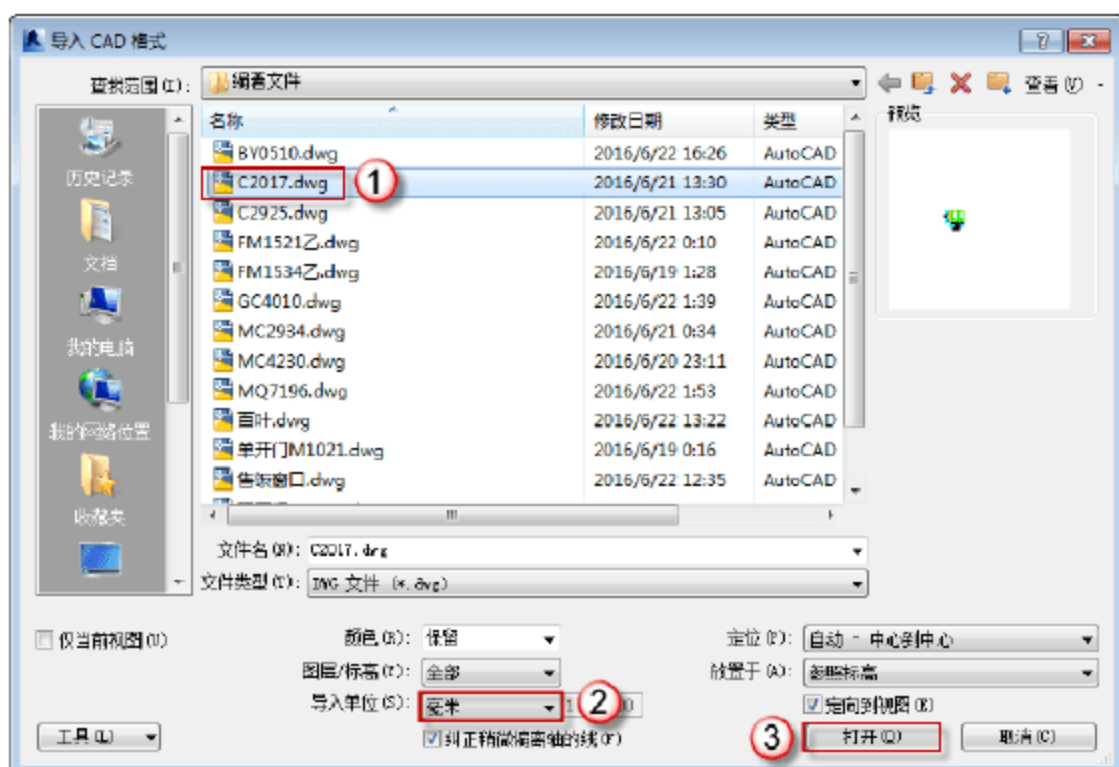 导入 CAD 格式
查找范围(I): 编著文件 查看(V)
名称 修改日期 类型 预览
BY0510.dwg 2016/6/22 16:26 AutoCAD
C2017.dwg 1 2016/6/21 13:30 AutoCAD
C2925.dwg 2016/6/21 13:05 AutoCAD
FM1521乙.dwg 2016/6/22 0:10 AutoCAD
FM1534乙.dwg 2016/6/19 1:28 AutoCAD
GC4010.dwg 2016/6/22 1:39 AutoCAD
MC2934.dwg 2016/6/21 0:34 AutoCAD
MC4230.dwg 2016/6/20 23:11 AutoCAD
MQ7196.dwg 2016/6/22 1:53 AutoCAD
百叶.dwg 2016/6/22 13:22 AutoCAD
单开门M1021.dwg 2016/6/19 0:16 AutoCAD
售饭窗口.dwg 2016/6/22 12:35 AutoCAD
历史记录
文档
我的电脑
我的网络位置
收藏夹
文件名(N): C2017.dwg
文件类型(T): DWG 文件 (*.dwg)
仅当前视图(U) 颜色(R): 保留 定位(P): 自动 - 中心到中心
图层/标高(Y): 全部 放置于(A): 参照标高
导入单位(S): 毫米 2 定向到视图(E)
工具(L) 纠正稍微偏离轴的线(F) 3 打开(O) 取消(C)